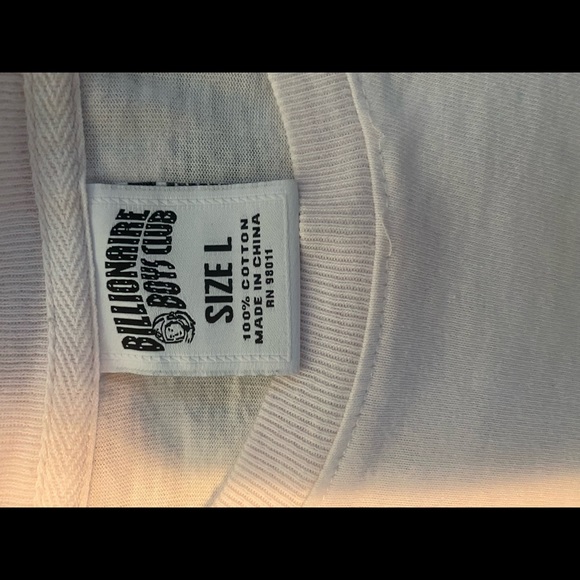 BILLIONAIRE
BOYS CLUB
SIZE L
100% COTTON
MADE IN CHINA
RN 98011